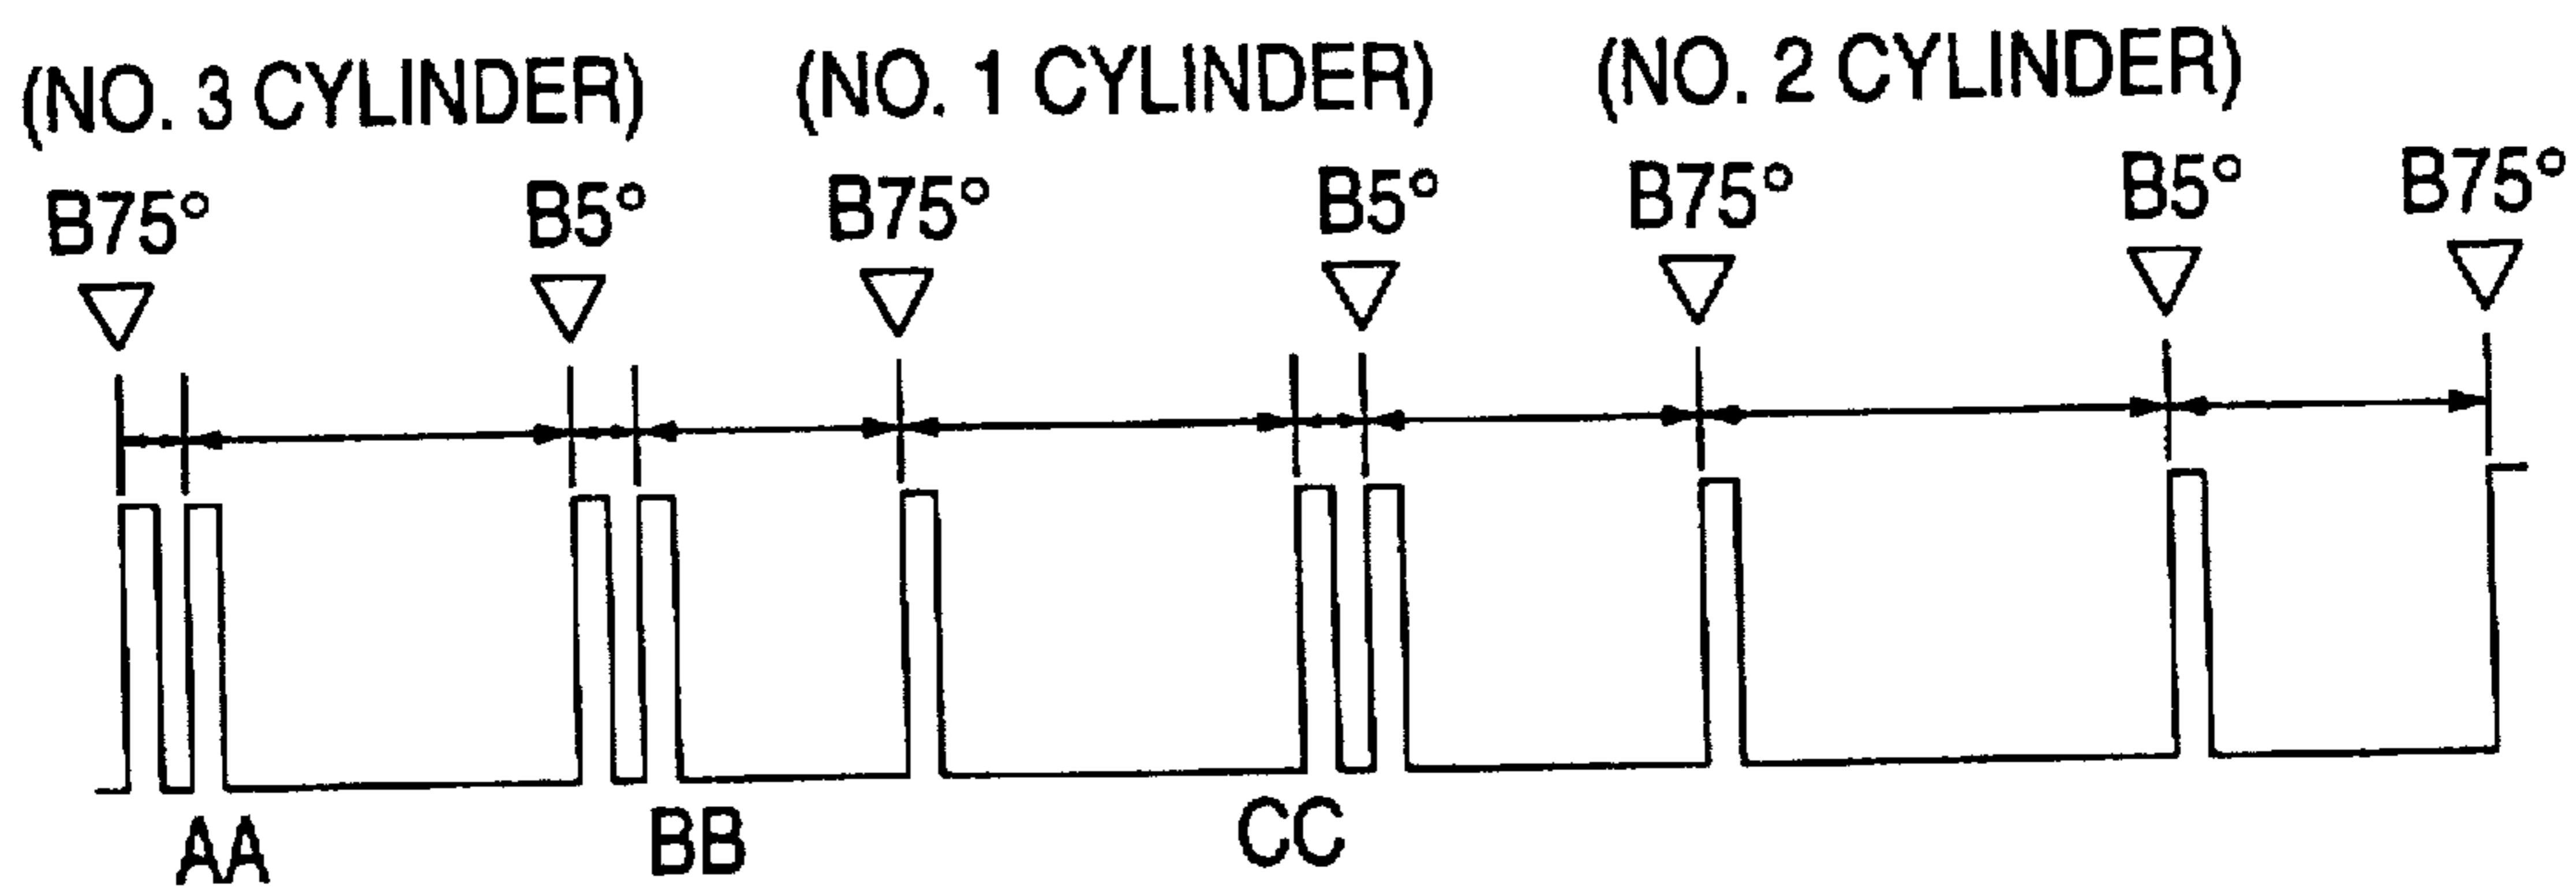 (NO. 3 CYLINDER) (NO. 1 CYLINDER) (NO. 2 CYLINDER)
B75° B5° B75° B5° B75° B5° B75°
AA BB CC